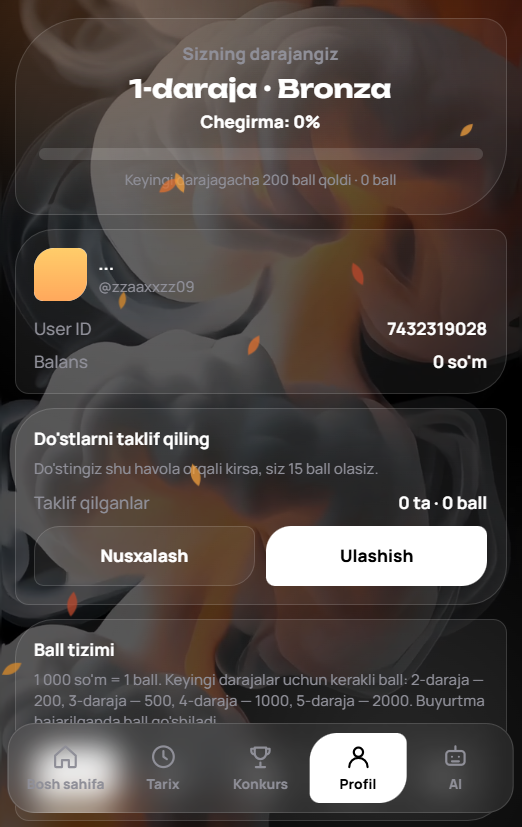 Sizning darajangiz
1-daraja · Bronza
Chegirma: 0%
Keyingi darajagacha 200 ball qoldi · 0 ball
...
@zzaaxxzz09
User ID 7432319028
Balans 0 so'm
Do'stlarni taklif qiling
Do'stingiz shu havola orqali kirsa, siz 15 ball olasiz.
Taklif qilganlar 0 ta · 0 ball
Nusxalash Ulashish
Ball tizimi
1 000 so'm = 1 ball. Keyingi darajalar uchun kerakli ball: 2-daraja —
200, 3-daraja — 500, 4-daraja — 1000, 5-daraja — 2000. Buyurtma
bajarilganda ball qo'shiladi.
Bosh sahifa Tarix Konkurs Profil AI